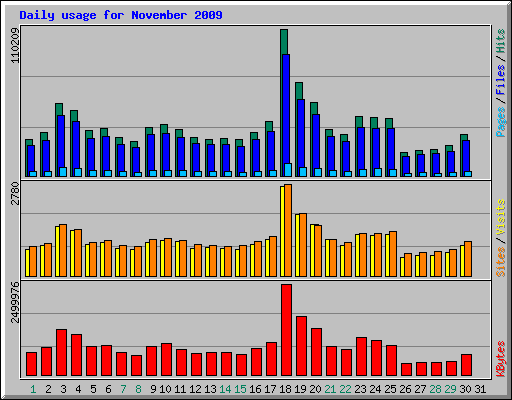 Daily usage for November 2009
110209
Pages / Files / Hits
2780
Sites / Visits
2499976
KBytes
1 2 3 4 5 6 7 8 9 10 11 12 13 14 15 16 17 18 19 20 21 22 23 24 25 26 27 28 29 30 31